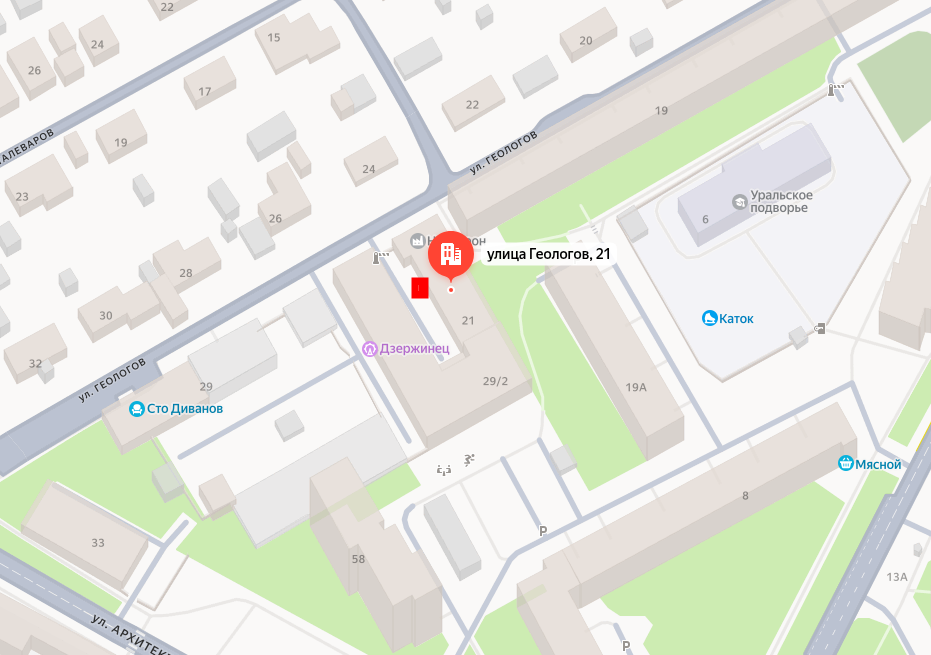 22
15
20
24
26
17
22
19
ул. ГЕОЛОГОВ
19
24
23
26
Уральское
подворье
6
улица Геологов, 21
28
30
21
Каток
Дзержинец
32
29/2
19А
ул. ГЕОЛОГОВ
29
Сто Диванов
Мясной
8
Р
33
58
13А
ул. АРХИТЕК
Р